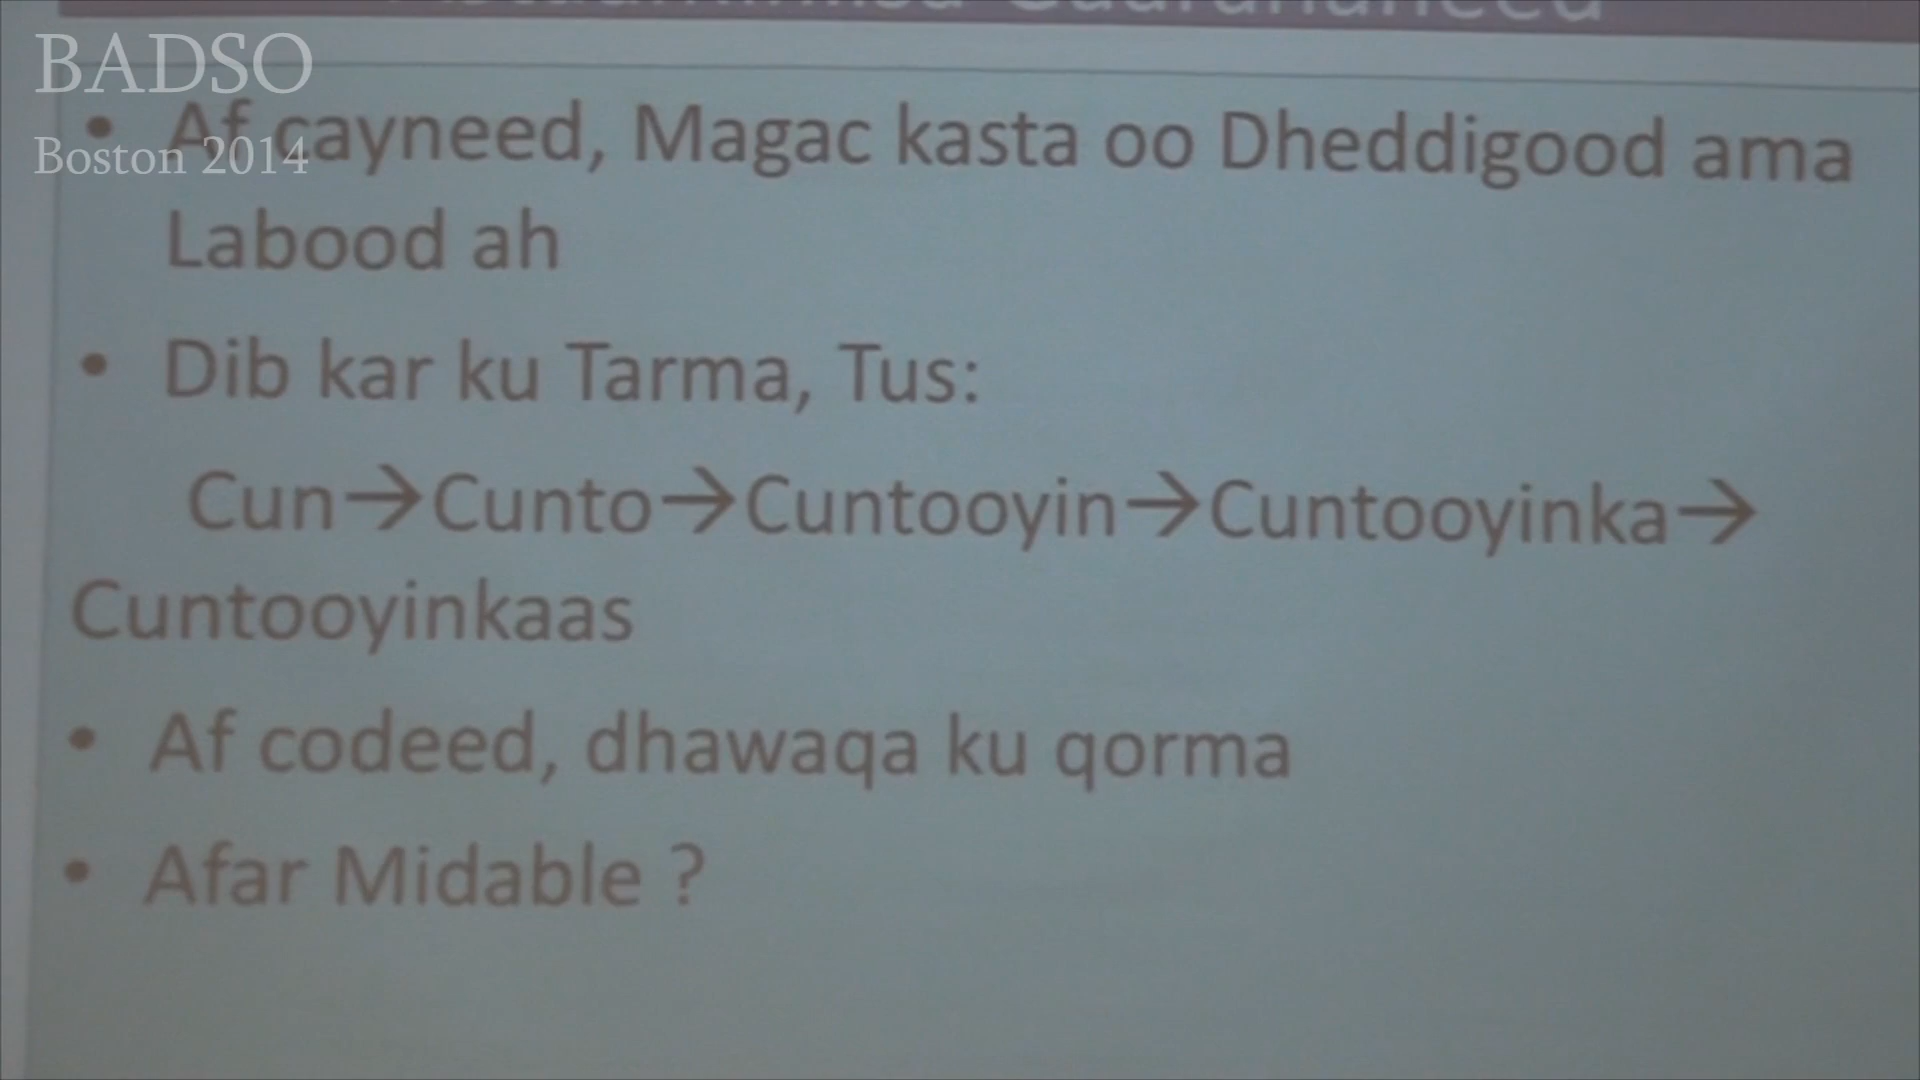 BADSO
Boston 2014
• Af cayneed, Magac kasta oo Dheddigood ama
Labood ah
• Dib kar ku Tarma, Tus:
Cun→Cunto→Cuntooyin→Cuntooyinka→
Cuntooyinkaas
• Af codeed, dhawaqa ku qorma
• Afar Midable ?